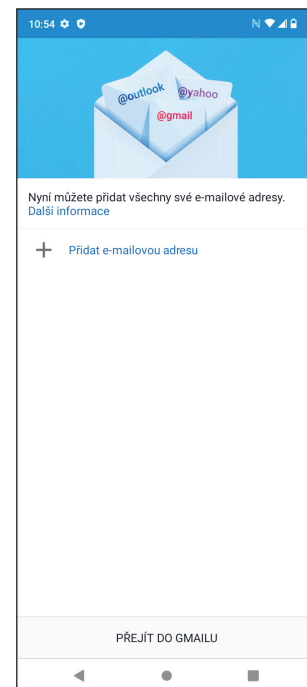 10:54
@outlook
@yahoo
@gmail
Nyní můžete přidat všechny své e-mailové adresy.
Další informace
Přidat e-mailovou adresu
PŘEJÍT DO GMAILU